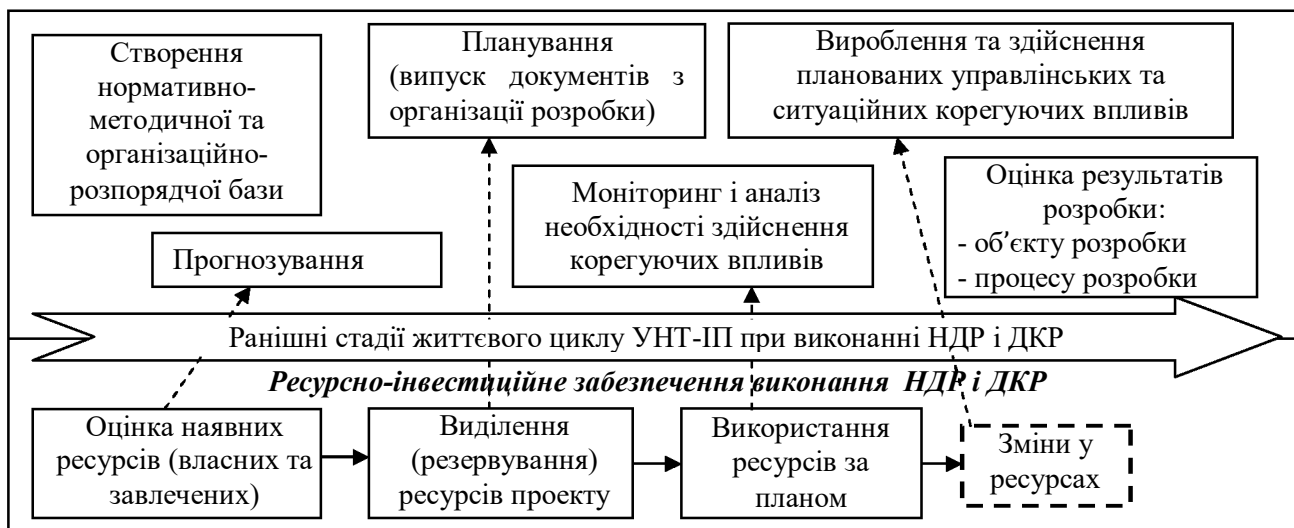 Створення
нормативно-
методичної та
організаційно-
розпорядчої бази
Планування
(випуск документів з
організації розробки)
Вироблення та здійснення
планованих управлінських та
ситуаційних корегуючих впливів
Прогнозування
Моніторинг і аналіз
необхідності здійснення
корегуючих впливів
Оцінка результатів
розробки:
- об’єкту розробки
- процесу розробки
Ранішні стадії життєвого циклу УНТ-ІП при виконанні НДР і ДКР
Ресурсно-інвестиційне забезпечення виконання НДР і ДКР
Оцінка наявних
ресурсів (власних та
завлечених)
Виділення
(резервування)
ресурсів проекту
Використання
ресурсів за
планом
Зміни у
ресурсах